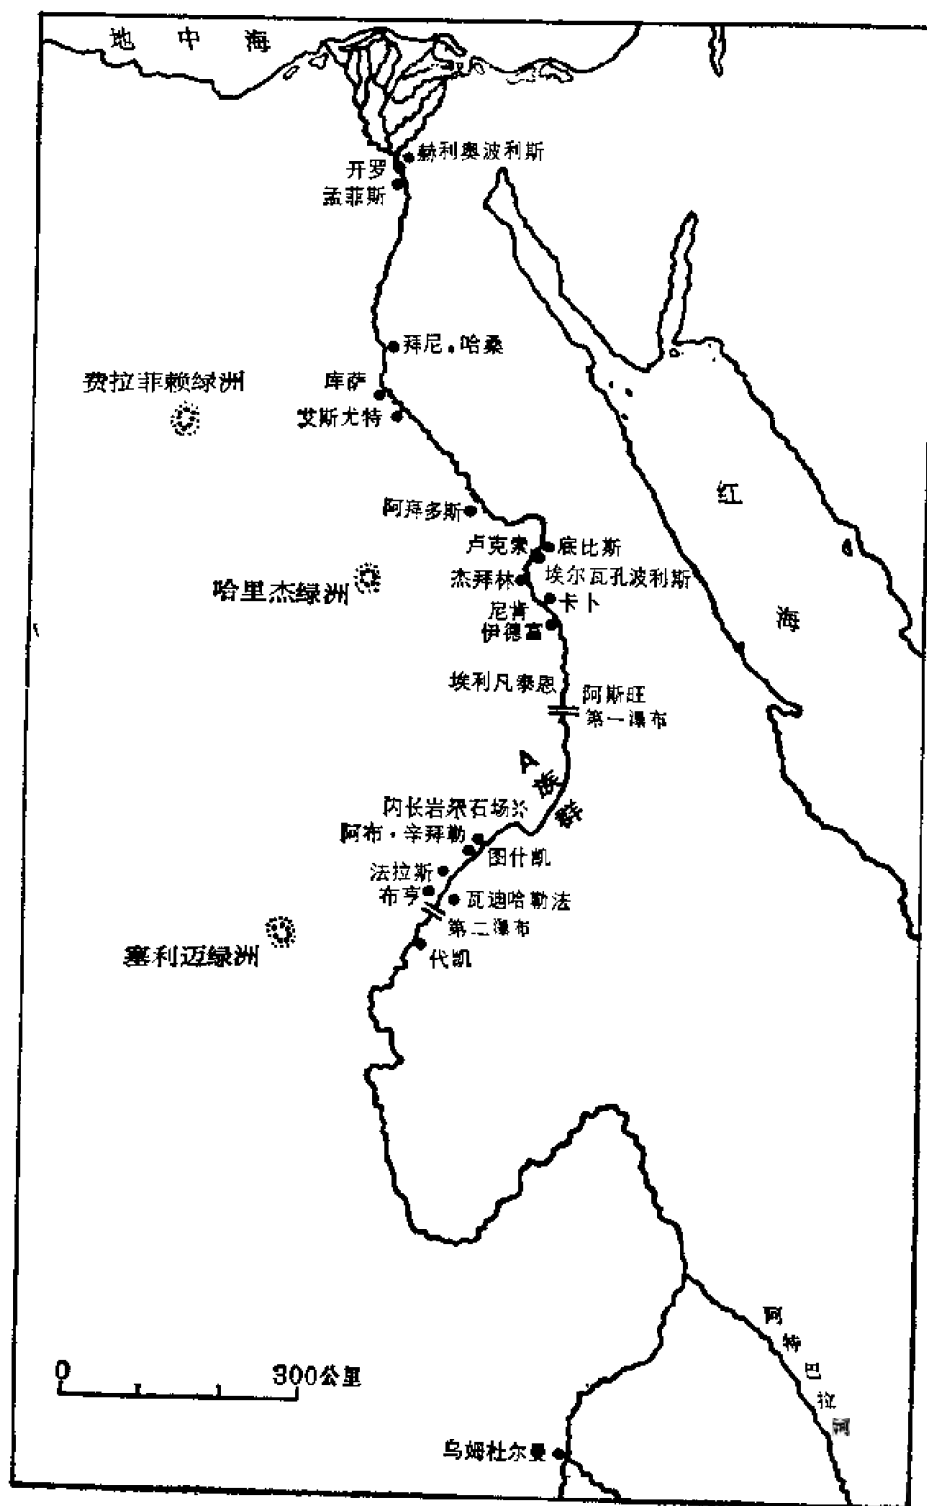 地中海
赫利奥波利斯
开罗
孟菲斯
拜尼·哈桑
费拉菲赖绿洲
库萨
艾斯尤特
红海
阿拜多斯
卢克索
底比斯
哈里杰绿洲
杰拜林
埃尔瓦孔波利斯
卡卜
尼肯
伊德富
埃利凡泰恩
阿斯旺
第一瀑布
A族群
闪长岩采石场
阿布·辛拜勒
图什凯
法拉斯
布亨
瓦迪哈勒法
第二瀑布
塞利迈绿洲
代凯
阿特巴拉
0
300公里
乌姆杜尔曼